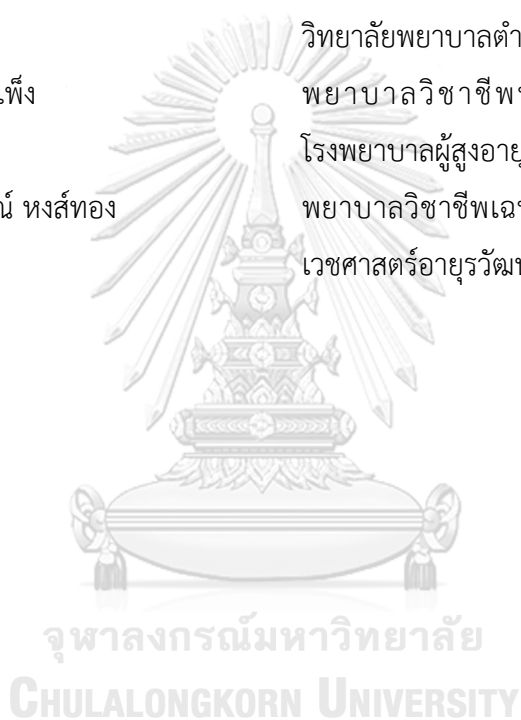 วิทยาลัยพยาบาลตำ
เพ็ง พยาบาลวิชาชีพ
โรงพยาบาลผู้สูงอายุ
ณ์ หงส์ทอง พยาบาลวิชาชีพเฉ
เวชศาสตร์อายุรวัฒ
จุฬาลงกรณ์มหาวิทยาลัย
CHULALONGKORN UNIVERSITY